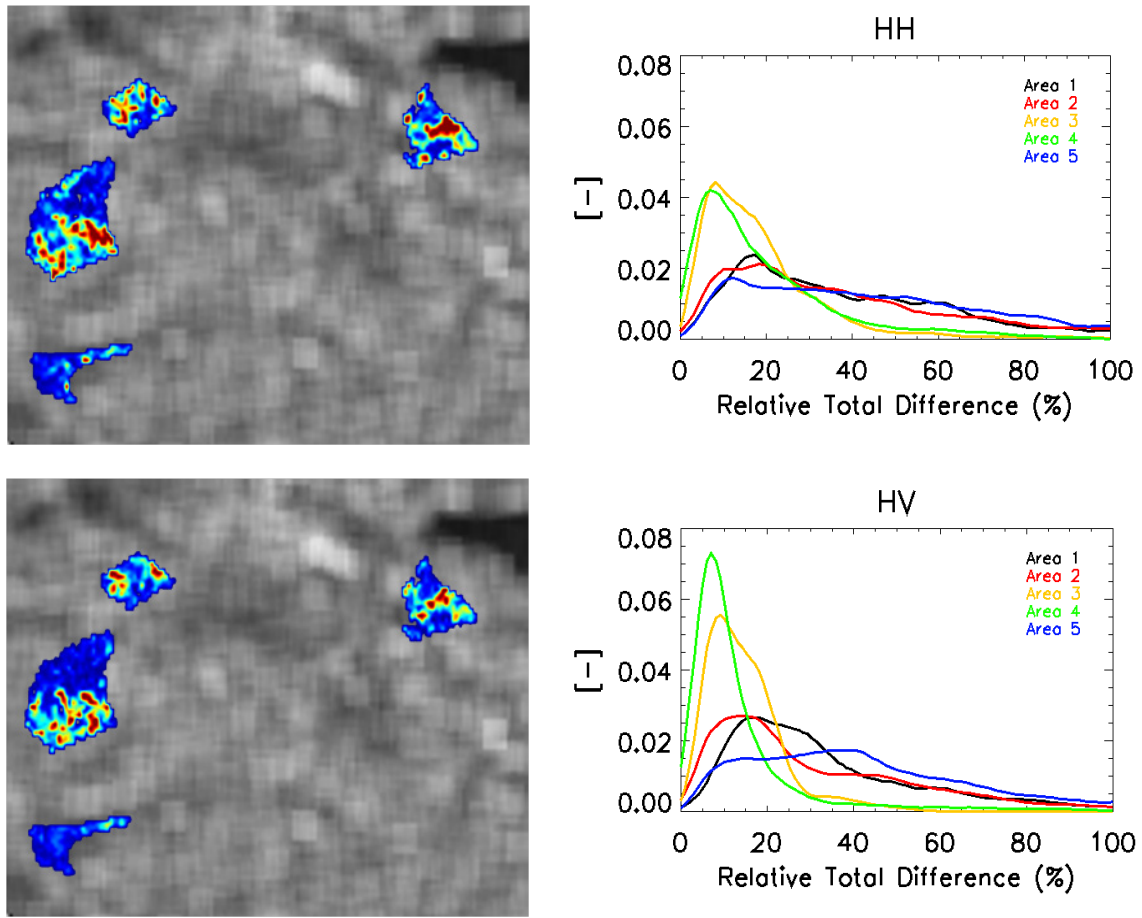 HH
0.08
0.06
0.04
0.02
0.00
[-]
Area 1
Area 2
Area 3
Area 4
Area 5
0 20 40 60 80 100
Relative Total Difference (%)
HV
0.08
0.06
0.04
0.02
0.00
[-]
Area 1
Area 2
Area 3
Area 4
Area 5
0 20 40 60 80 100
Relative Total Difference (%)